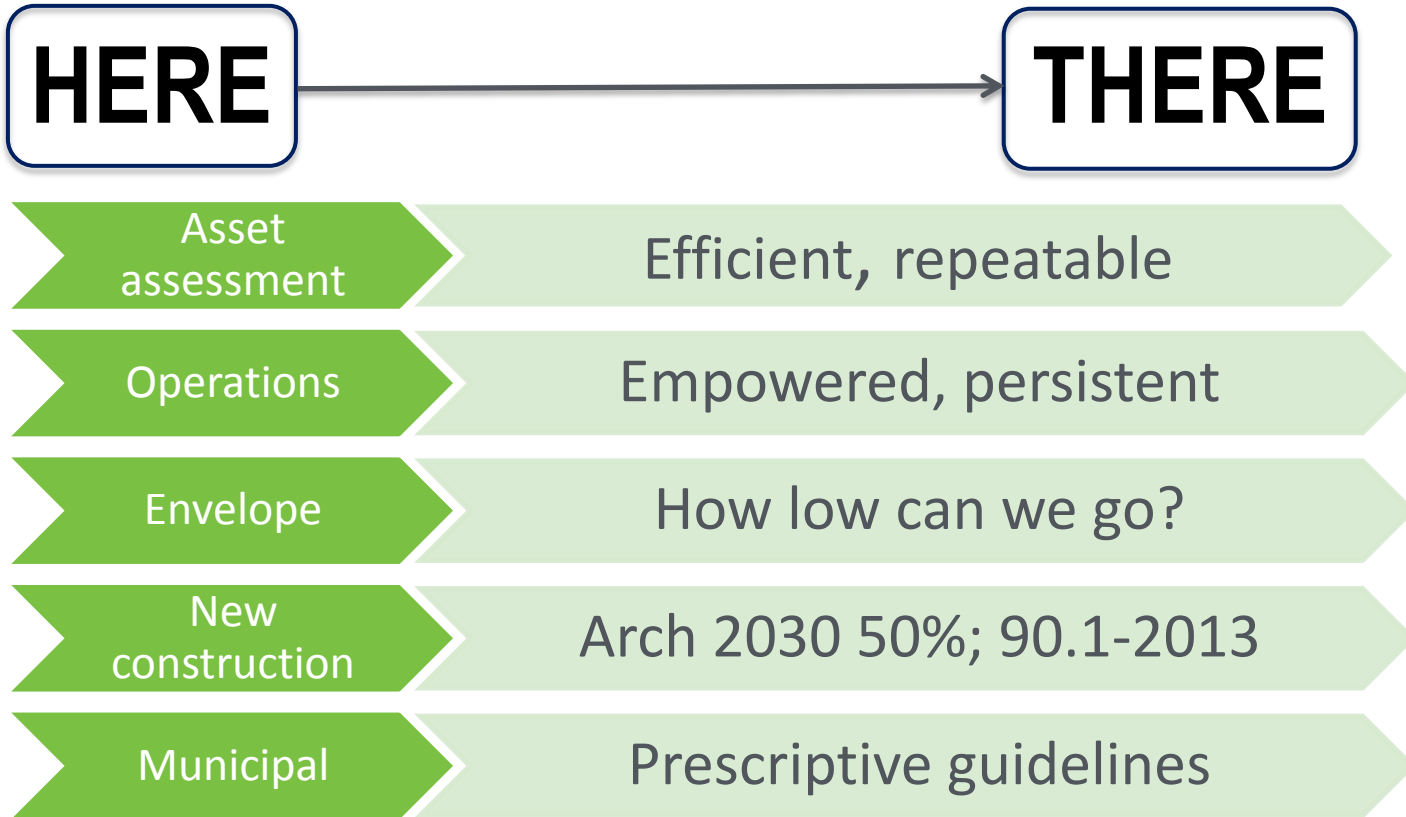 HERE
THERE
Asset
assessment
Efficient, repeatable
Operations
Empowered, persistent
Envelope
How low can we go?
New
construction
Arch 2030 50%; 90.1-2013
Municipal
Prescriptive guidelines